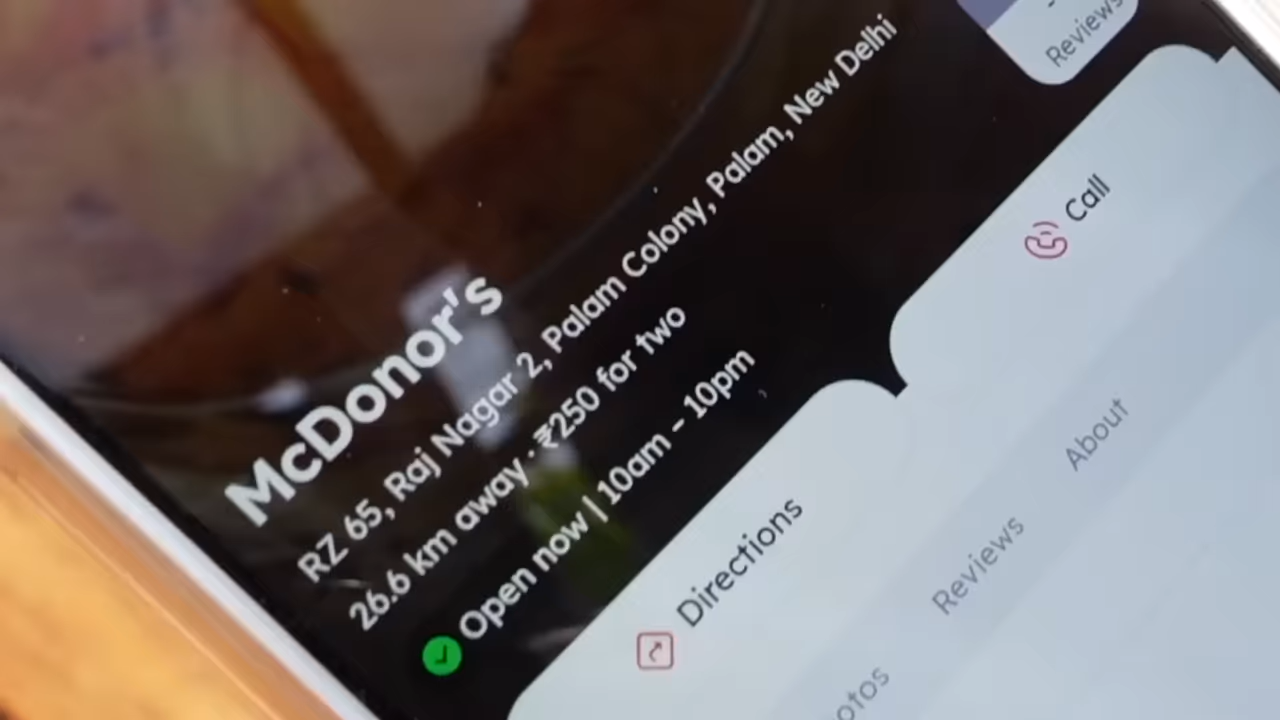 Reviews
McDonor's
RZ 65, Raj Nagar 2, Palam Colony, Palam, New Delhi
26.6 km away · ₹250 for two
Open now | 10am – 10pm
Directions
Call
otos
Reviews
About